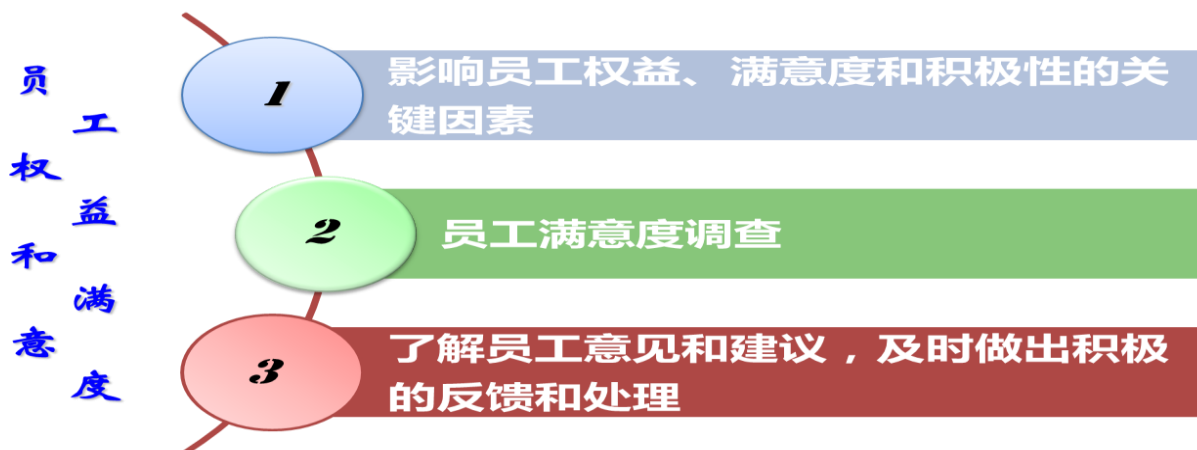 员工权益和满意度
1
影响员工权益、满意度和积极性的关
键因素
2
员工满意度调查
3
了解员工意见和建议，及时做出积极
的反馈和处理